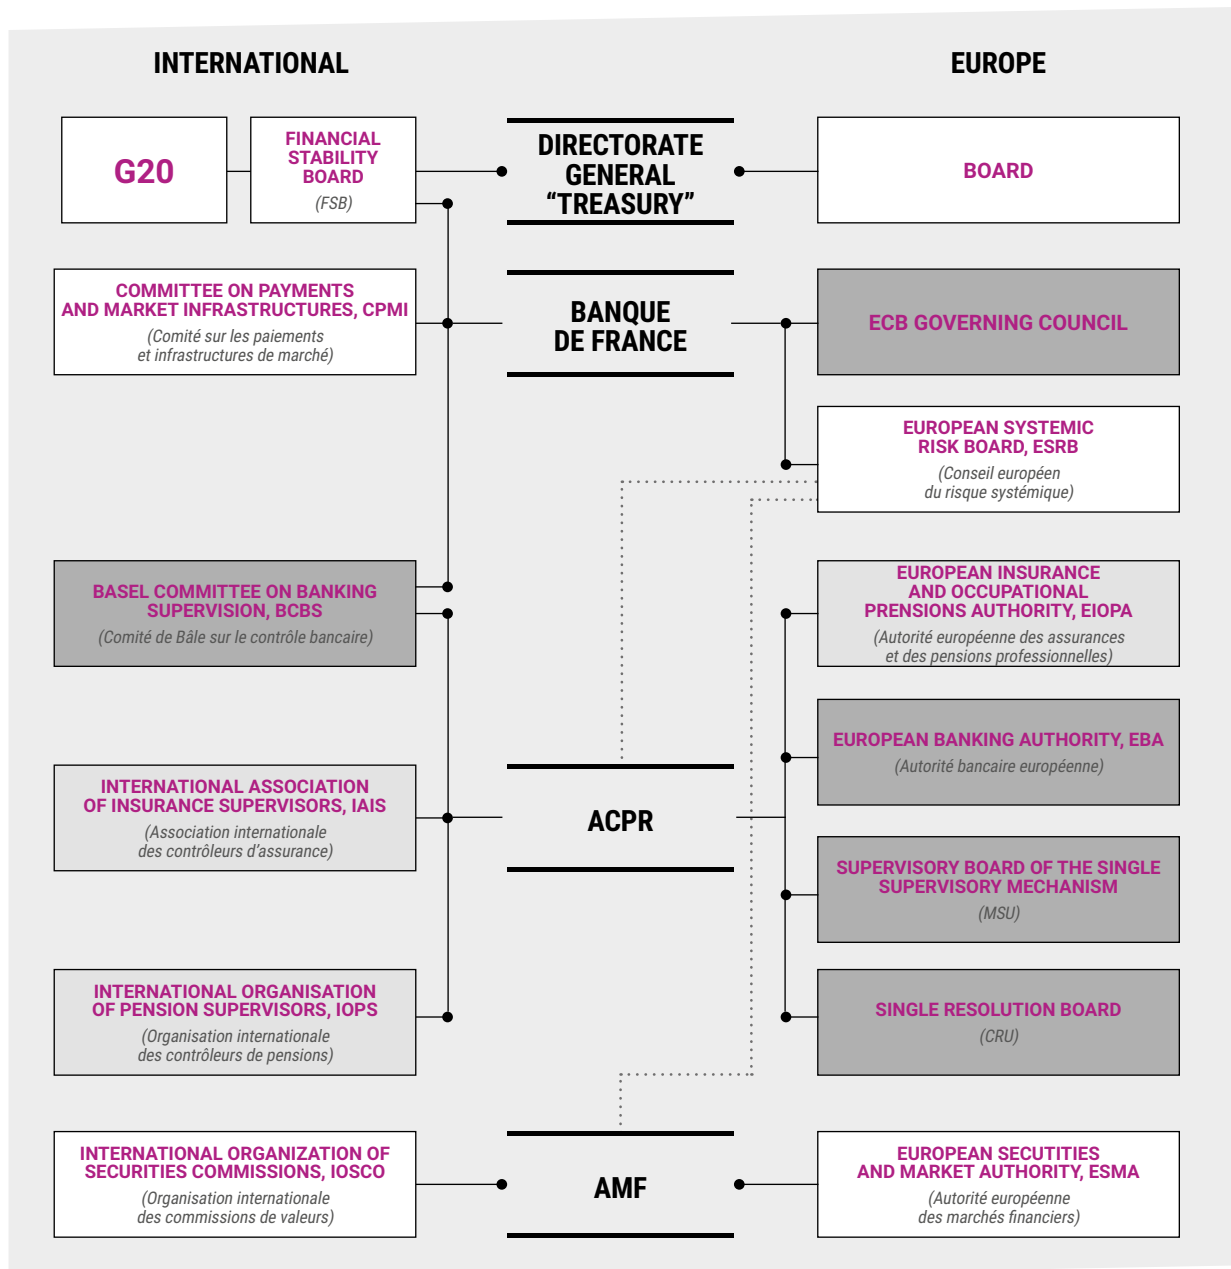 INTERNATIONAL
EUROPE
G20
FINANCIAL
STABILITY
BOARD
(FSB)
DIRECTORATE
GENERAL
“TREASURY”
BOARD
COMMITTEE ON PAYMENTS
AND MARKET INFRASTRUCTURES, CPMI
(Comité sur les paiements
et infrastructures de marché)
BANQUE
DE FRANCE
ECB GOVERNING COUNCIL
EUROPEAN SYSTEMIC
RISK BOARD, ESRB
(Conseil européen
du risque systémique)
BASEL COMMITTEE ON BANKING
SUPERVISION, BCBS
(Comité de Bâle sur le contrôle bancaire)
EUROPEAN INSURANCE
AND OCCUPATIONAL
PRENSIONS AUTHORITY, EIOPA
(Autorité européenne des assurances
et des pensions professionnelles)
EUROPEAN BANKING AUTHORITY, EBA
(Autorité bancaire européenne)
INTERNATIONAL ASSOCIATION
OF INSURANCE SUPERVISORS, IAIS
(Association internationale
des contrôleurs d’assurance)
ACPR
SUPERVISORY BOARD OF THE SINGLE
SUPERVISORY MECHANISM
(MSU)
INTERNATIONAL ORGANISATION
OF PENSION SUPERVISORS, IOPS
(Organisation internationale
des contrôleurs de pensions)
SINGLE RESOLUTION BOARD
(CRU)
INTERNATIONAL ORGANIZATION OF
SECURITIES COMMISSIONS, IOSCO
(Organisation internationale
des commissions de valeurs)
AMF
EUROPEAN SECUTITIES
AND MARKET AUTHORITY, ESMA
(Autorité européenne
des marchés financiers)